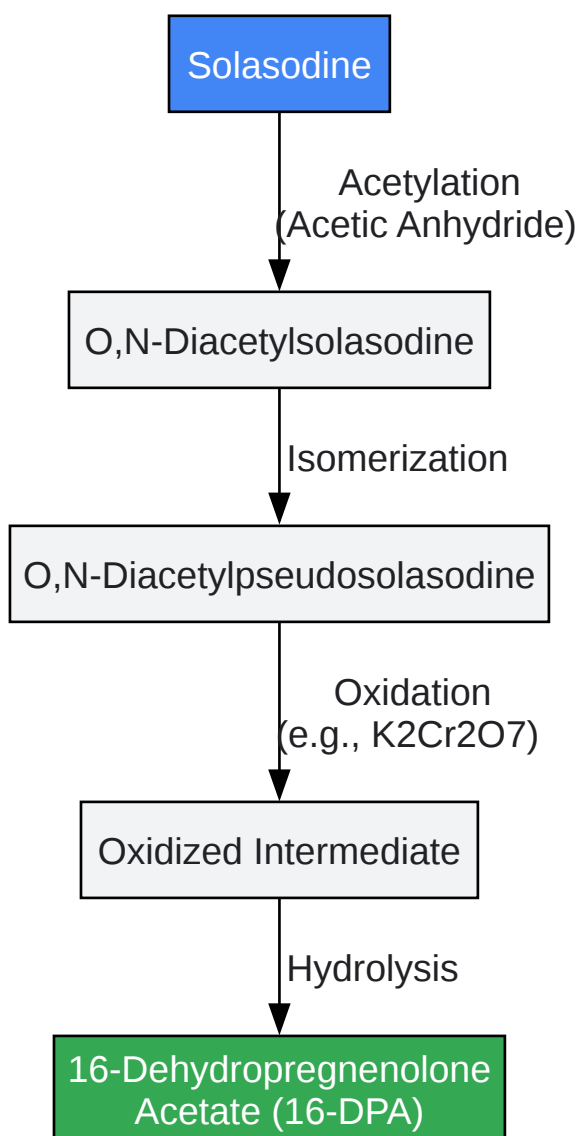 Solasodine
Acetylation
(Acetic Anhydride)
O,N-Diacetylsolasodine
Isomerization
O,N-Diacetylpseudosolasodine
Oxidation
(e.g., K2Cr2O7)
Oxidized Intermediate
Hydrolysis
16-Dehydropregnenolone
Acetate (16-DPA)